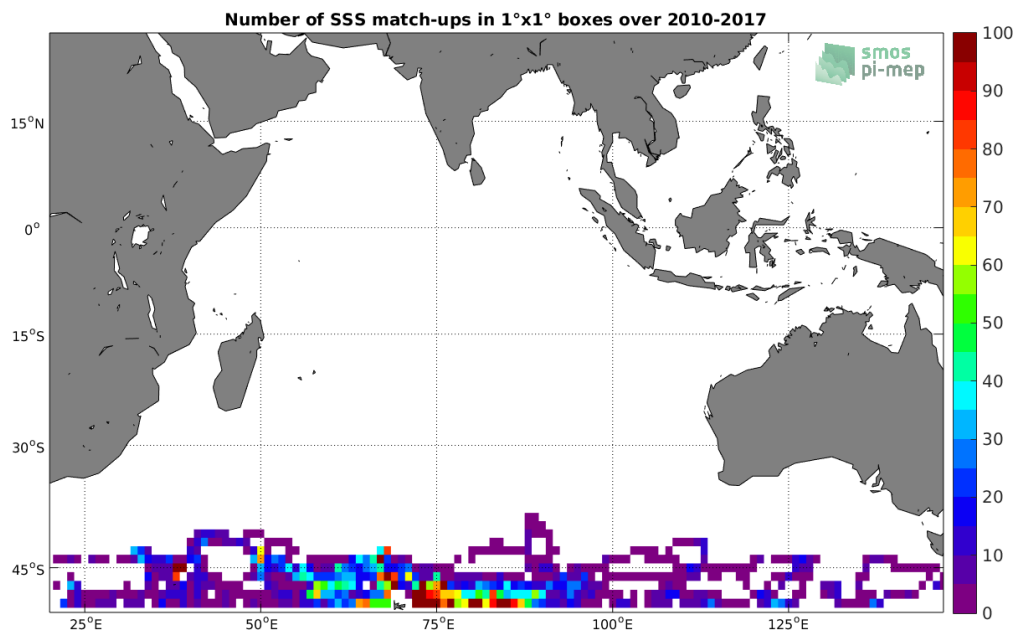 Number of SSS match-ups in 1°x1° boxes over 2010-2017
smos
pi-mep
100
90
80
70
60
50
40
30
20
10
0
15°N
0°
15°S
30°S
45°S
25°E
50°E
75°E
100°E
125°E